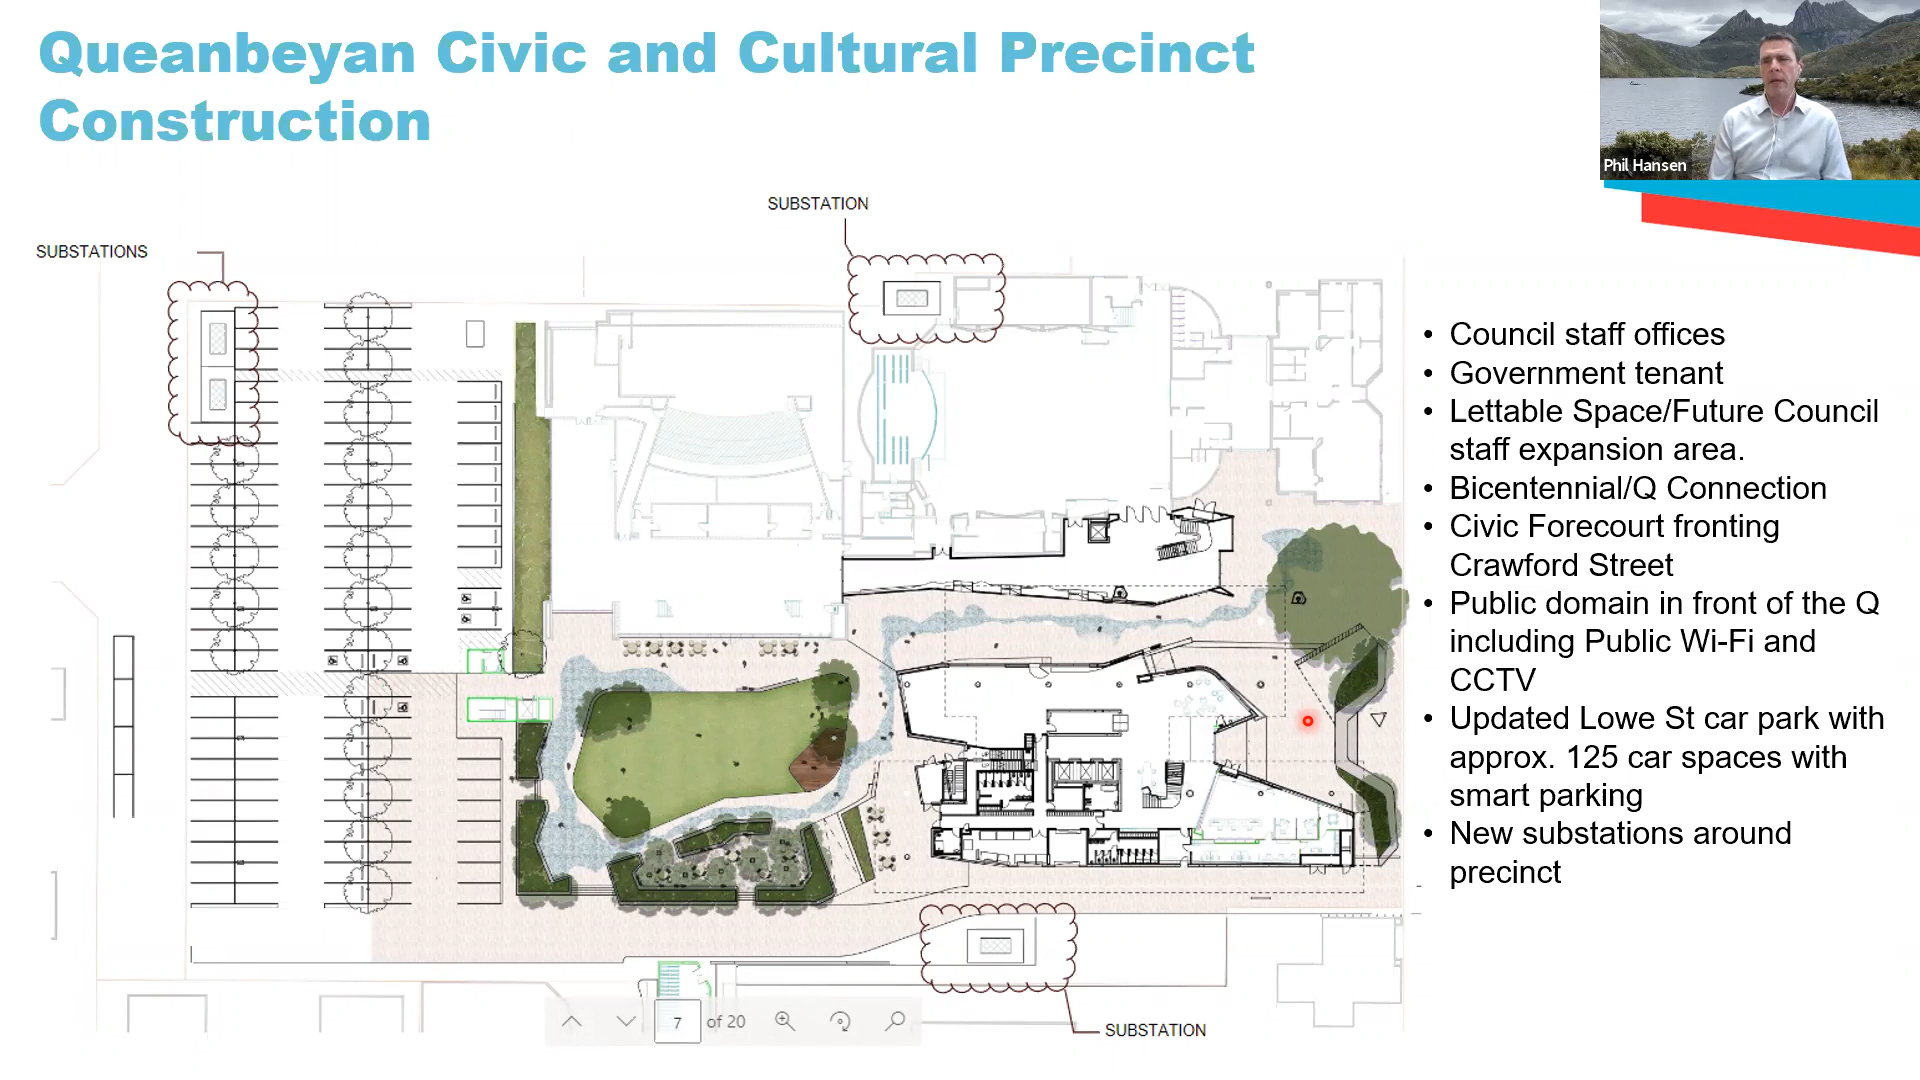 Queanbeyan Civic and Cultural Precinct
Construction
Phil Hansen
SUBSTATION
SUBSTATIONS
• Council staff offices
• Government tenant
• Lettable Space/Future Council
staff expansion area.
• Bicentennial/Q Connection
• Civic Forecourt fronting
Crawford Street
• Public domain in front of the Q
including Public Wi-Fi and
CCTV
• Updated Lowe St car park with
approx. 125 car spaces with
smart parking
• New substations around
precinct
7 of 20
SUBSTATION